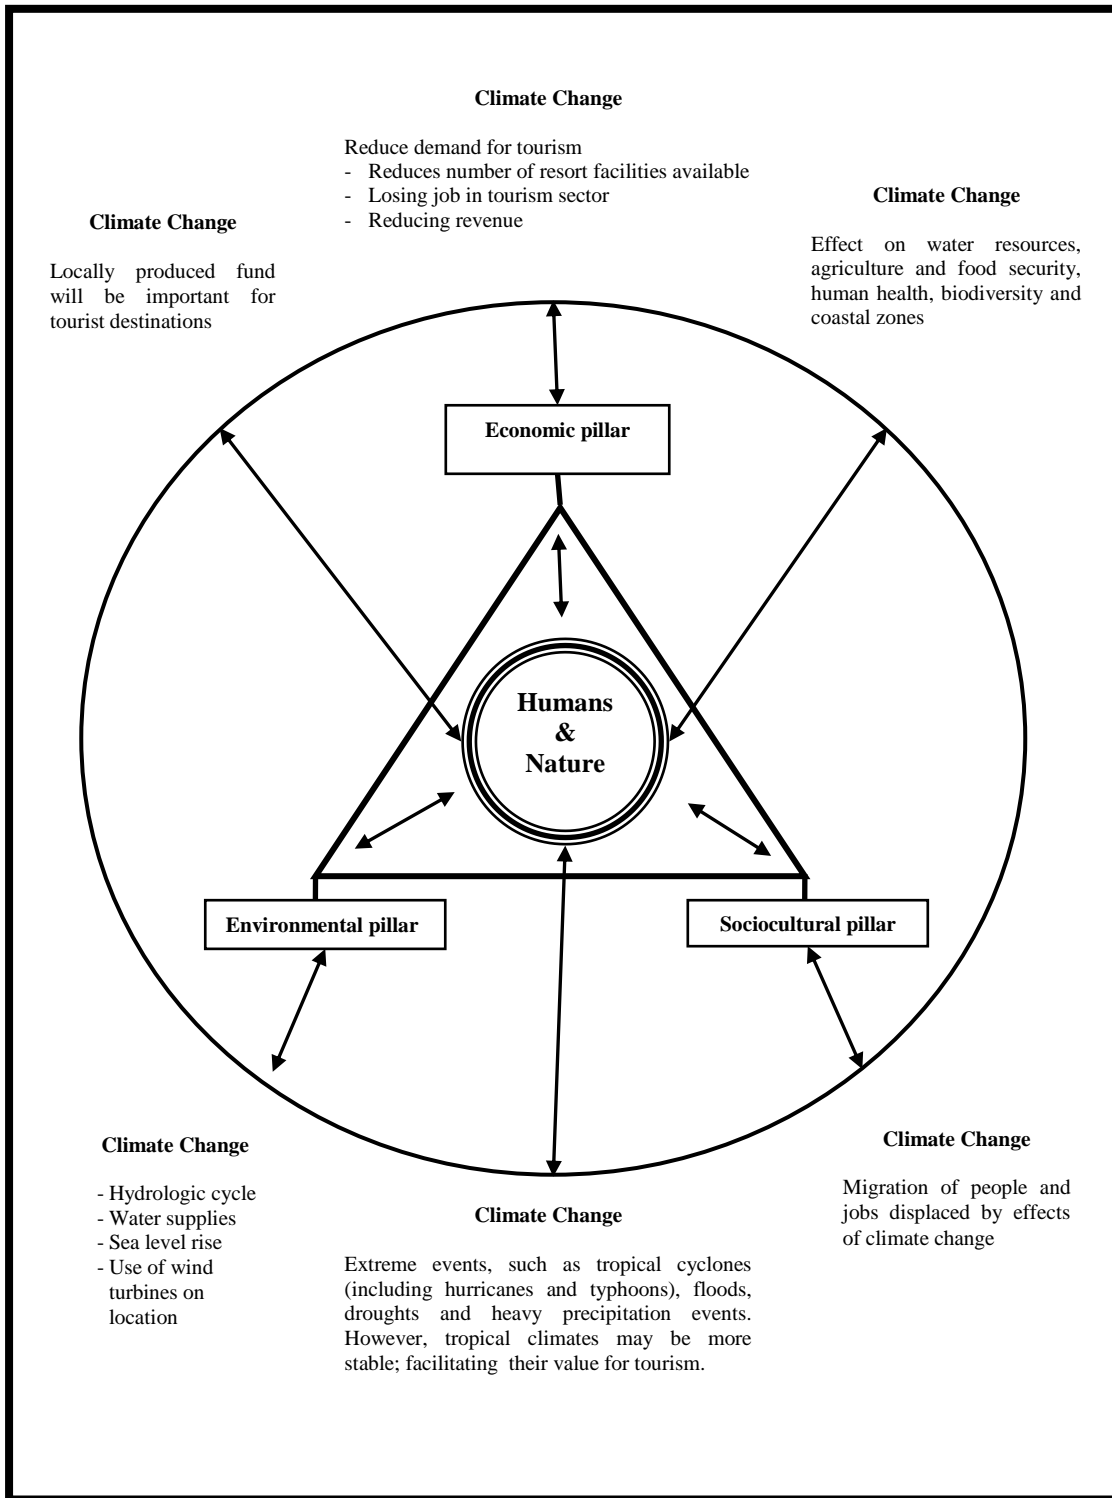 Climate Change
Reduce demand for tourism
- Reduces number of resort facilities available
- Losing job in tourism sector
- Reducing revenue
Climate Change
Locally produced fund
will be important for
tourist destinations
Climate Change
Effect on water resources,
agriculture and food security,
human health, biodiversity and
coastal zones
Economic pillar
Humans
&
Nature
Environmental pillar
Sociocultural pillar
Climate Change
- Hydrologic cycle
- Water supplies
- Sea level rise
- Use of wind
turbines on
location
Climate Change
Extreme events, such as tropical cyclones
(including hurricanes and typhoons), floods,
droughts and heavy precipitation events.
However, tropical climates may be more
stable; facilitating their value for tourism.
Climate Change
Migration of people and
jobs displaced by effects
of climate change